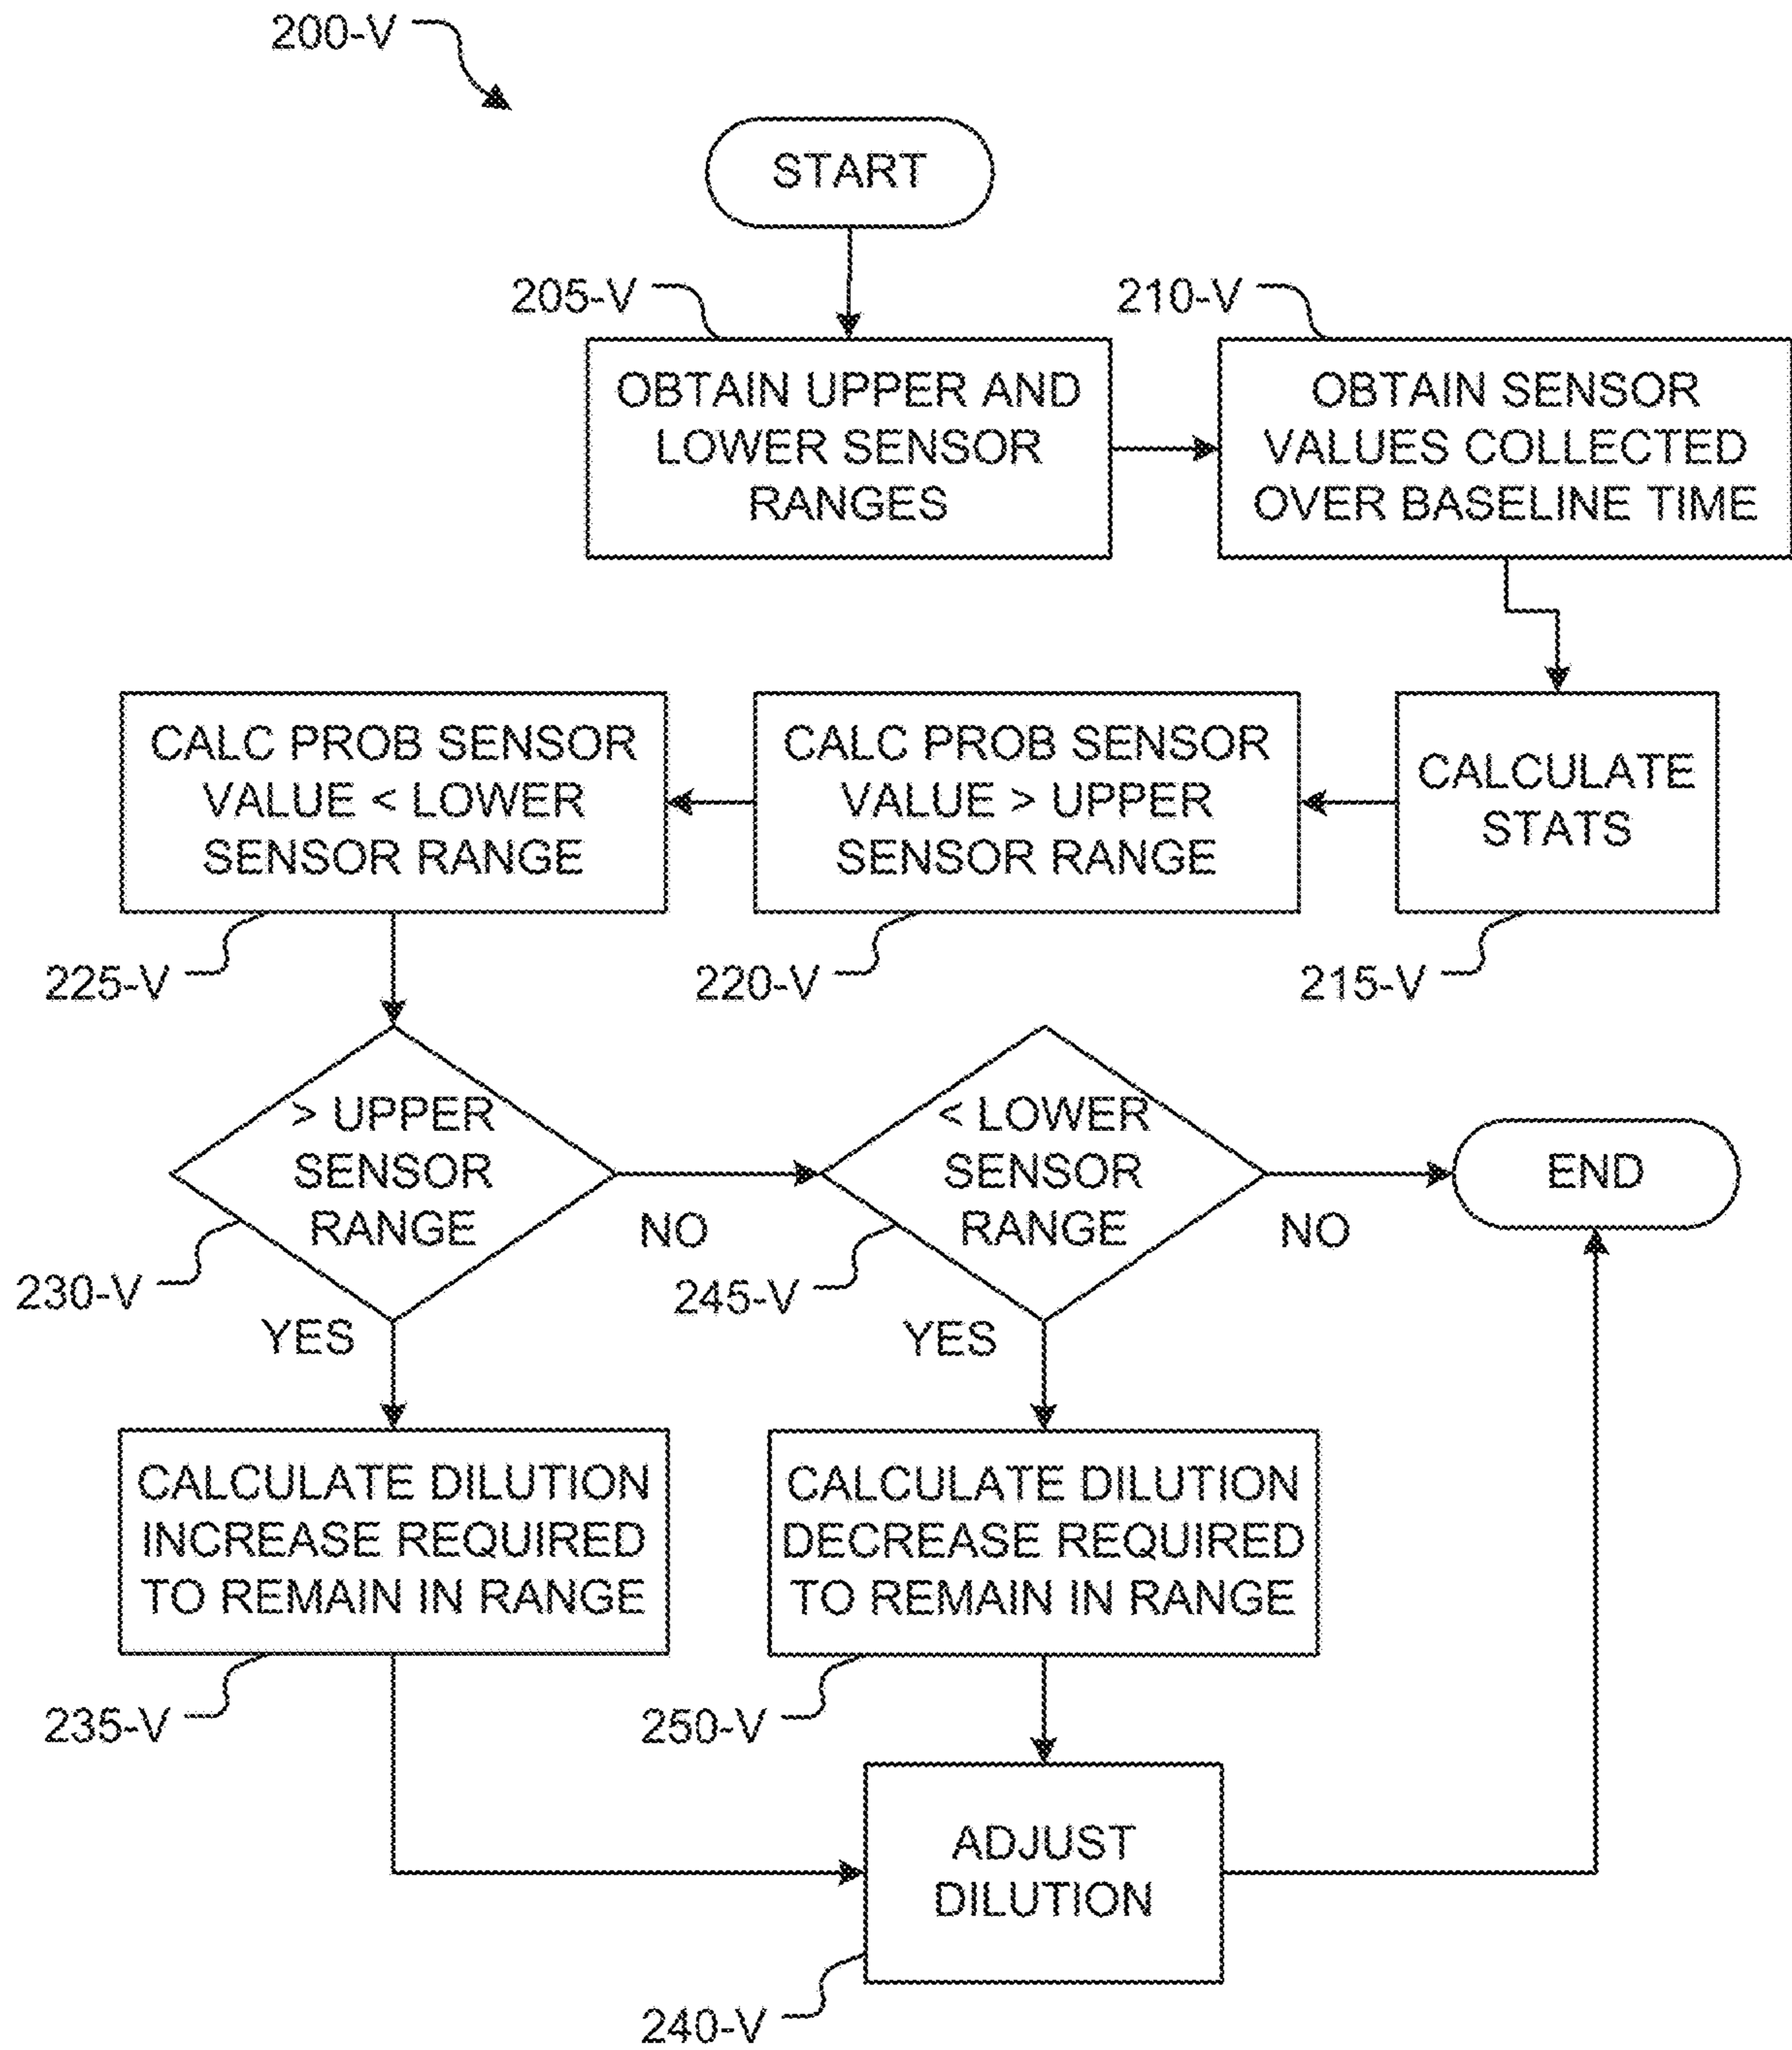 200-V
START
205-V
210-V
OBTAIN UPPER AND
LOWER SENSOR
RANGES
OBTAIN SENSOR
VALUES COLLECTED
OVER BASELINE TIME
CALC PROB SENSOR
VALUE < LOWER
SENSOR RANGE
CALC PROB SENSOR
VALUE > UPPER
SENSOR RANGE
CALCULATE
STATS
225-V
220-V
215-V
> UPPER
SENSOR
RANGE
NO
230-V
YES
< LOWER
SENSOR
RANGE
NO
245-V
YES
END
CALCULATE DILUTION
INCREASE REQUIRED
TO REMAIN IN RANGE
235-V
CALCULATE DILUTION
DECREASE REQUIRED
TO REMAIN IN RANGE
250-V
ADJUST
DILUTION
240-V